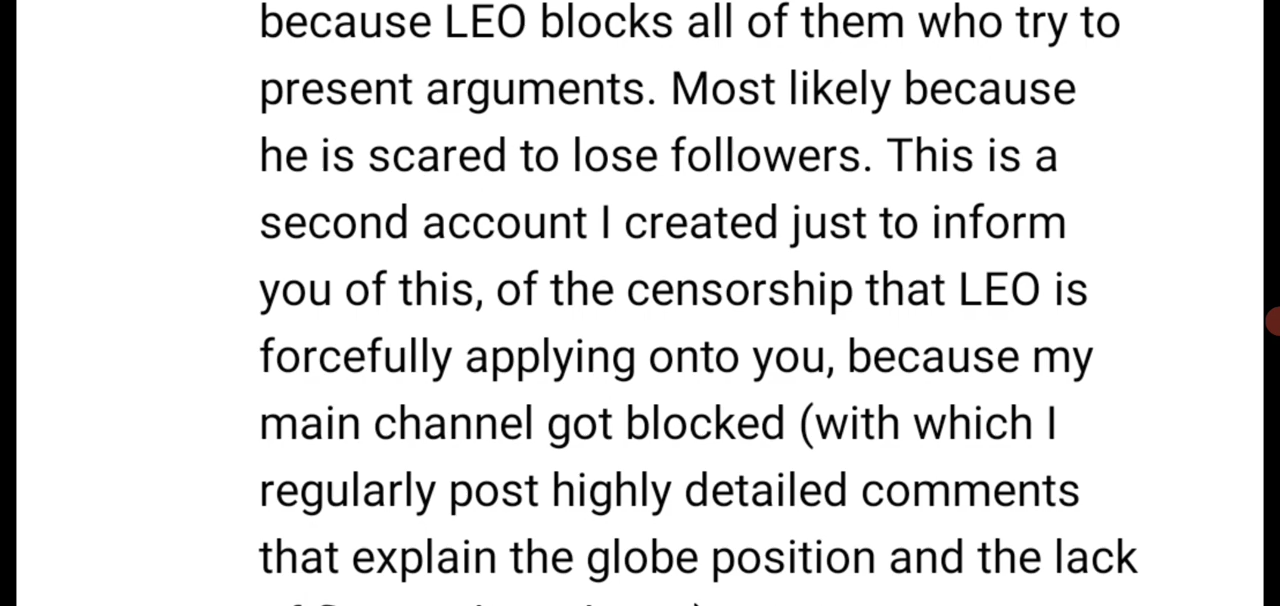 because LEO blocks all of them who try to
present arguments. Most likely because
he is scared to lose followers. This is a
second account I created just to inform
you of this, of the censorship that LEO is
forcefully applying onto you, because my
main channel got blocked (with which I
regularly post highly detailed comments
that explain the globe position and the lack